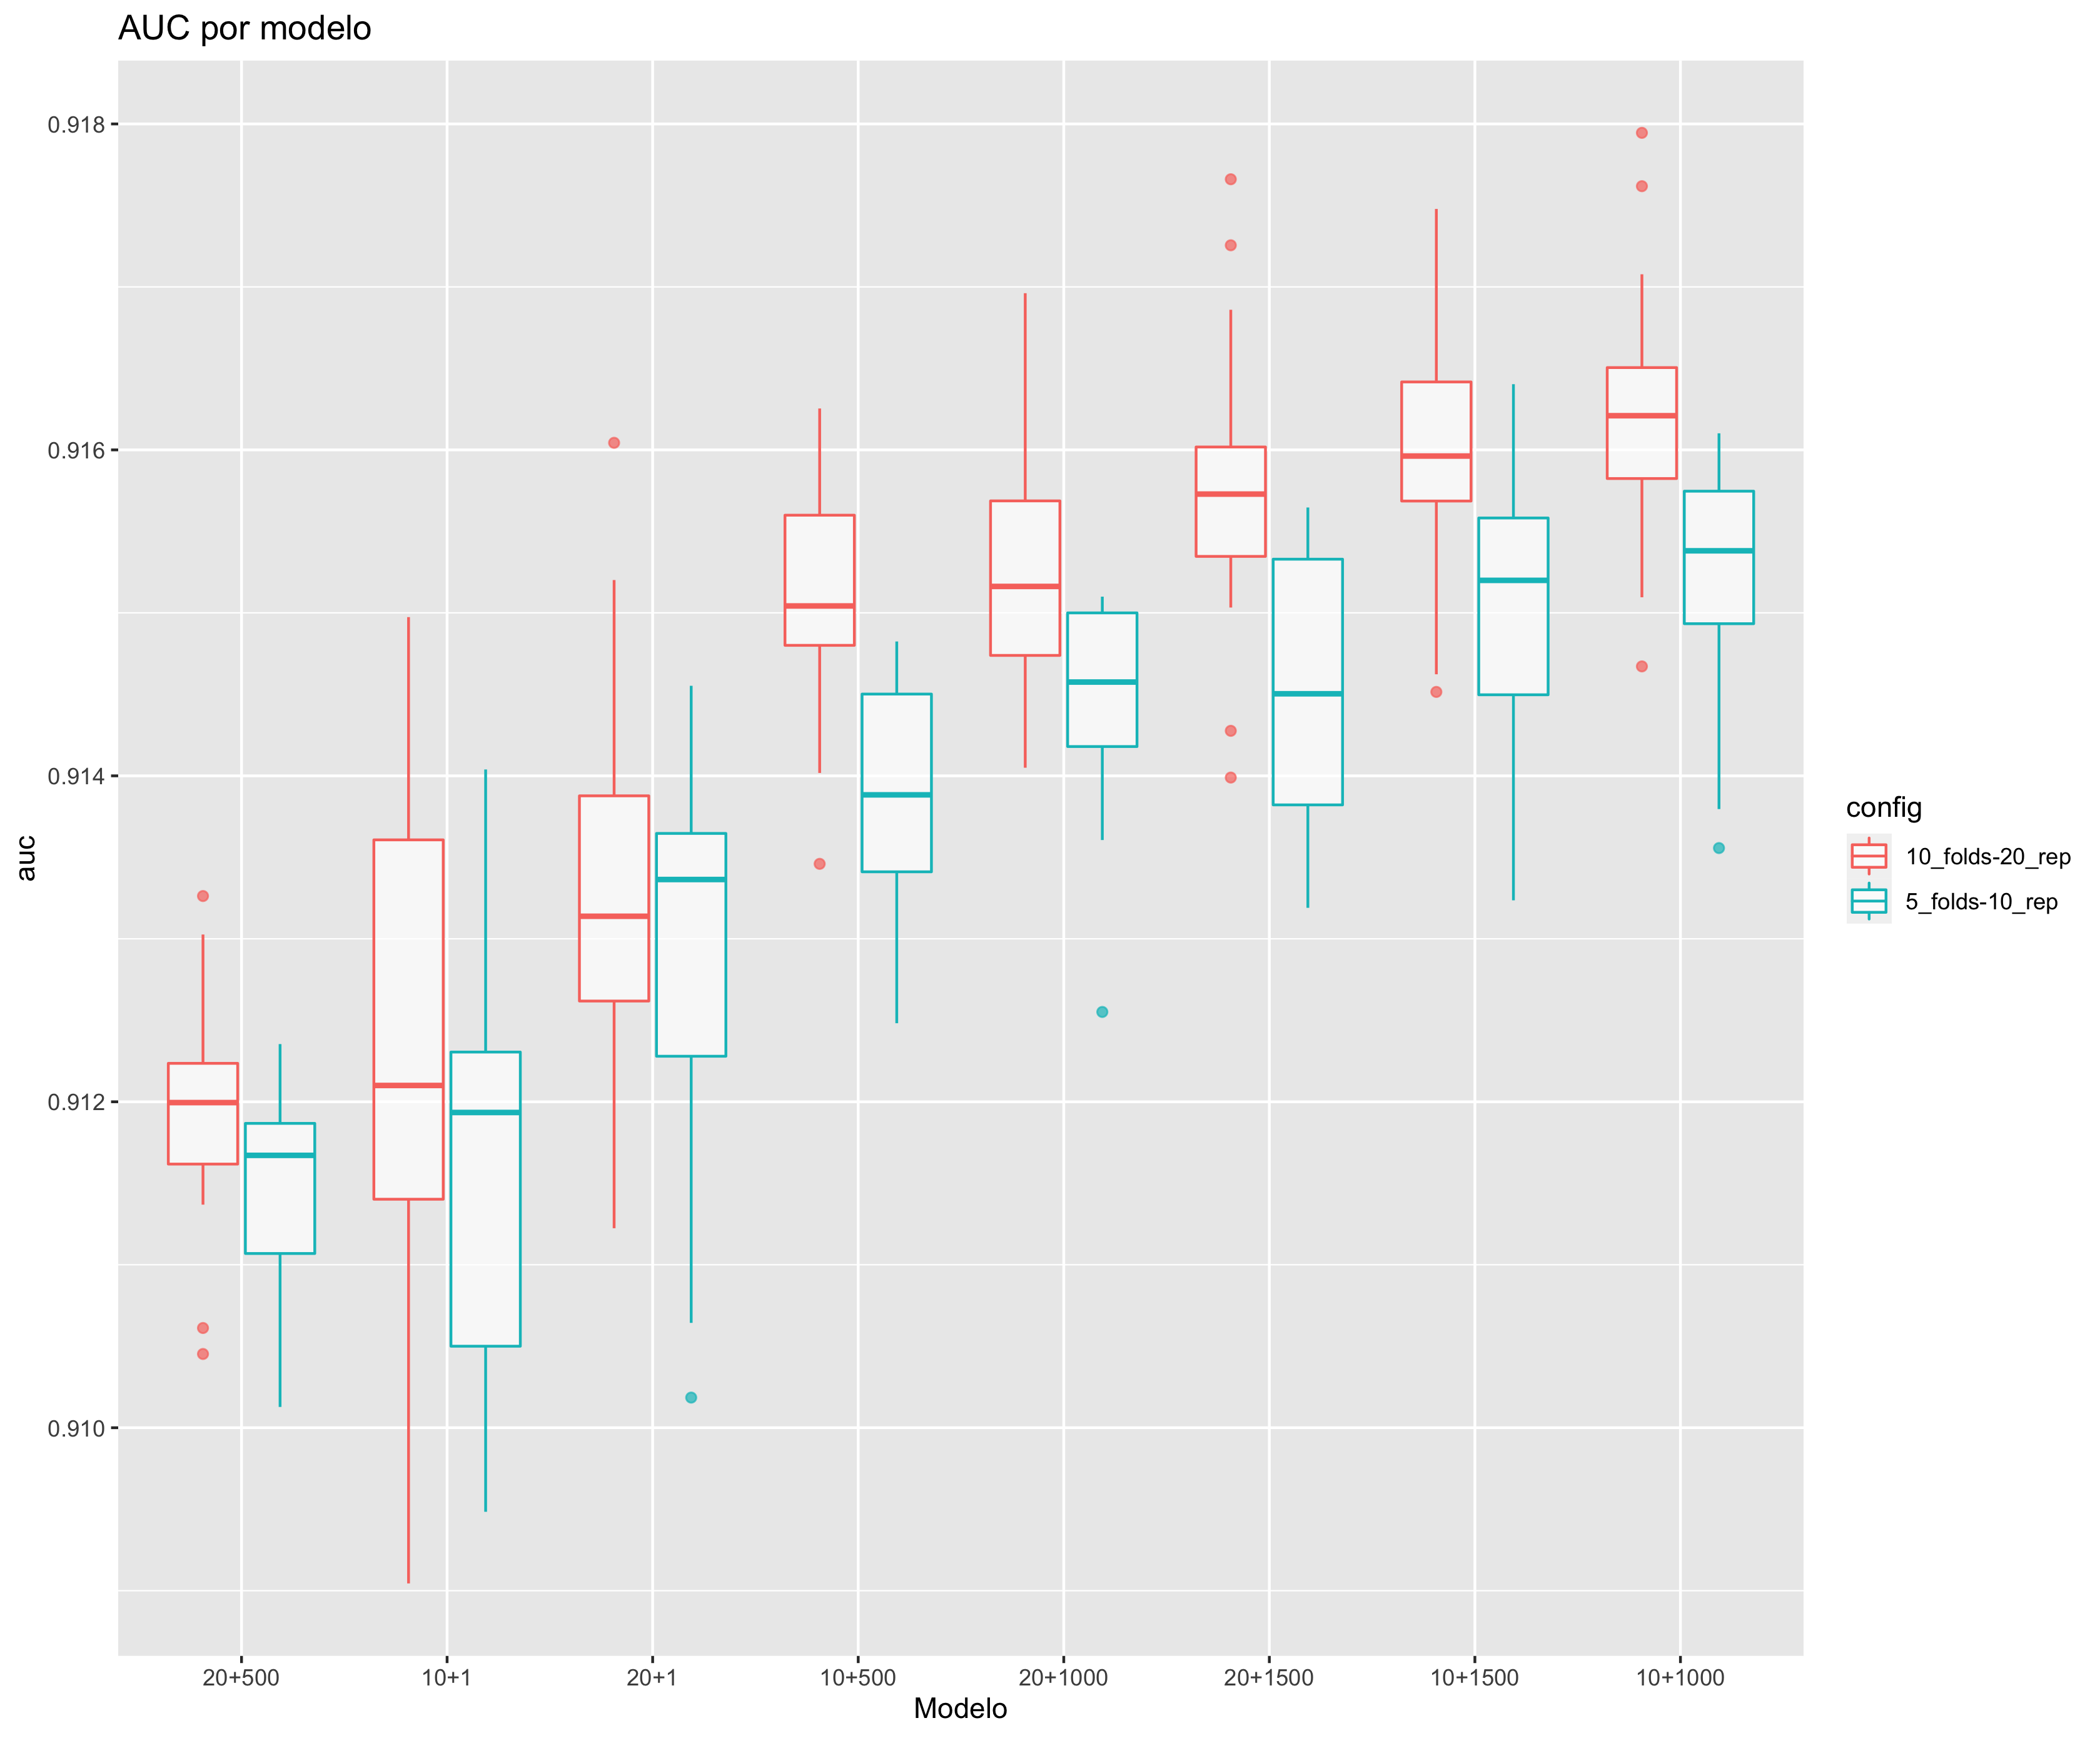 AUC por modelo
0.918
0.916
0.914
0.912
0.910
auc
20+500 10+1 20+1 10+500 20+1000 20+1500 10+1500 10+1000
Modelo
config
10_folds-20_rep
5_folds-10_rep